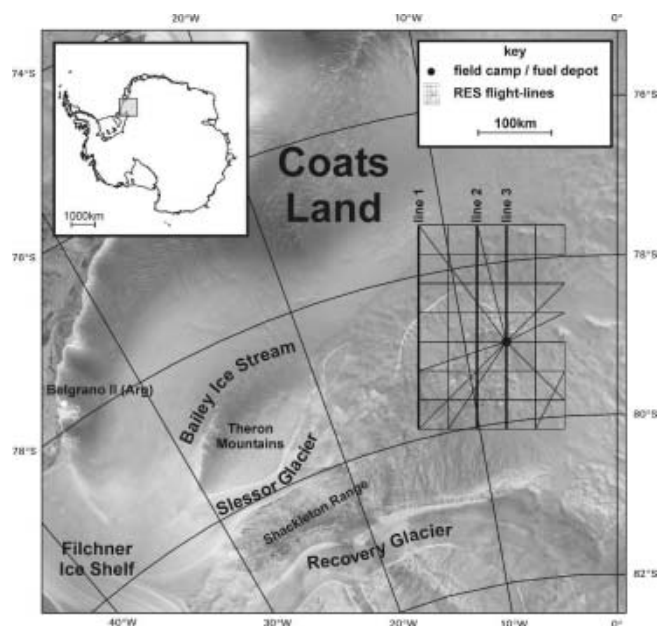 20°W
10°W
0°
74°S
76°S
78°S
1000km
key
field camp / fuel depot
RES flight-lines
100km
76°S
78°S
80°S
82°S
Coats
Land
line 1
line 2
line 3
Bailey Ice Stream
Belgrano II (Arg)
Theron
Mountains
Slessor Glacier
Shackleton Range
Recovery Glacier
Filchner
Ice Shelf
40°W
30°W
20°W
10°W
0°